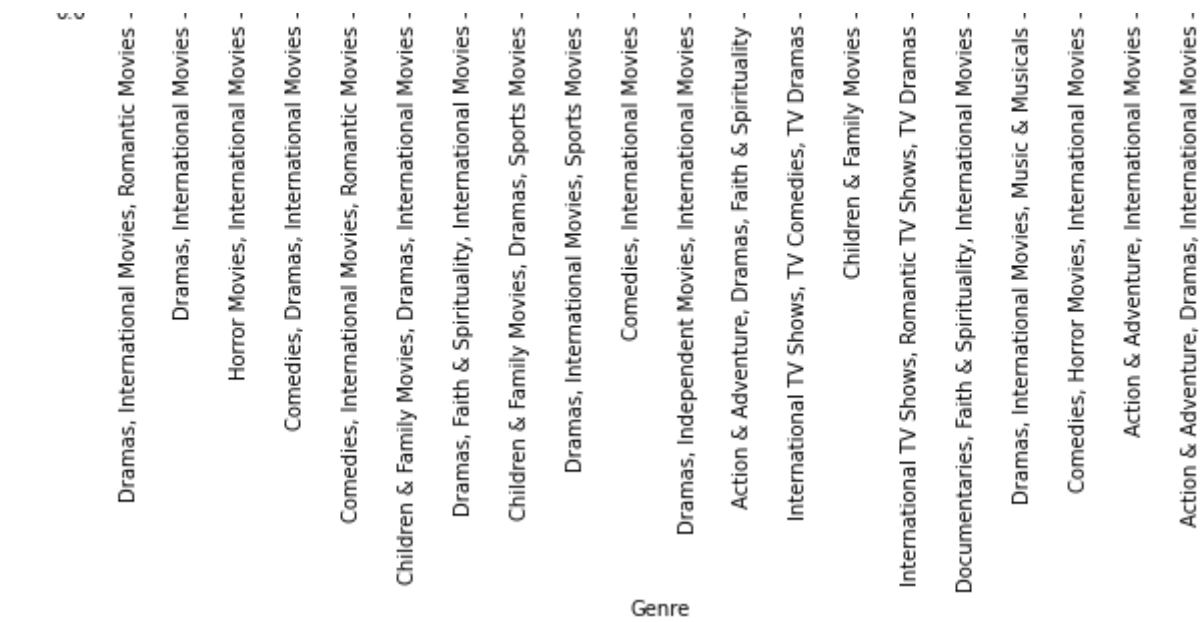 Dramas, International Movies, Romantic Movies
Dramas, International Movies
Horror Movies, International Movies
Comedies, Dramas, International Movies
Comedies, International Movies, Romantic Movies
Children & Family Movies, Dramas, International Movies
Dramas, Faith & Spirituality, International Movies
Children & Family Movies, Dramas, Sports Movies
Dramas, International Movies, Sports Movies
Comedies, International Movies
Dramas, Independent Movies, International Movies
Action & Adventure, Dramas, Faith & Spirituality
International TV Shows, TV Comedies, TV Dramas
Children & Family Movies
International TV Shows, Romantic TV Shows, TV Dramas
Documentaries, Faith & Spirituality, International Movies
Dramas, International Movies, Music & Musicals
Comedies, Horror Movies, International Movies
Action & Adventure, International Movies
Action & Adventure, Dramas, International Movies
Genre